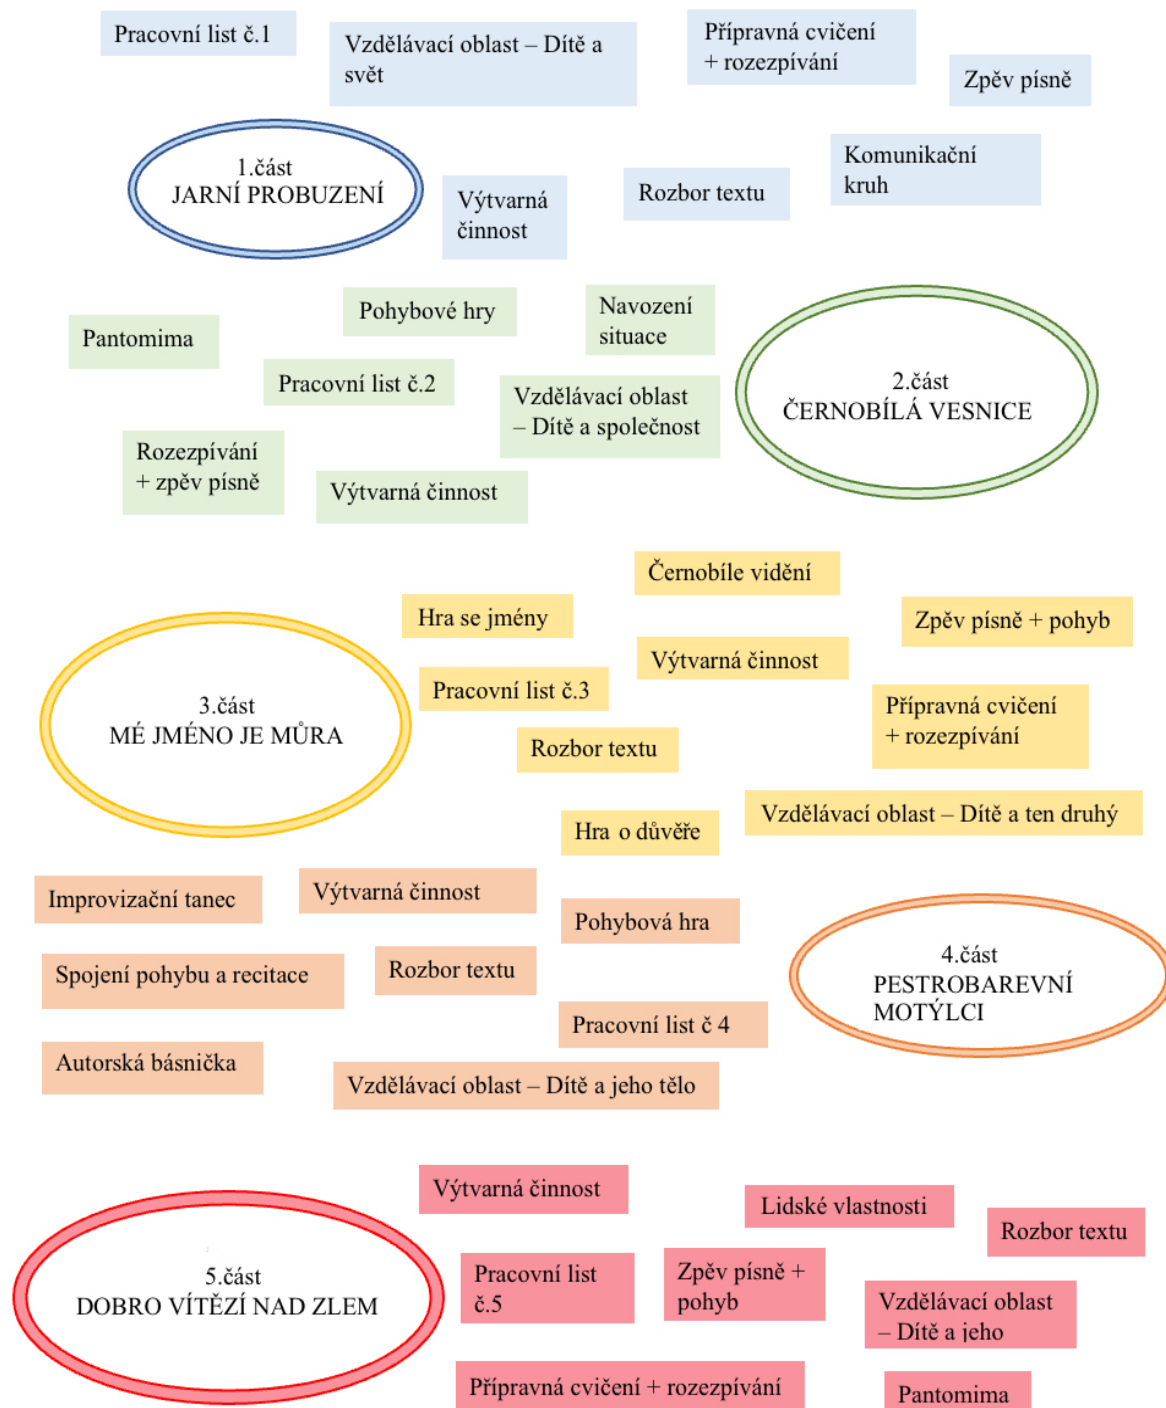 Pracovní list č.1
Vzdělávací oblast – Dítě a
svět
Přípravná cvičení
+ rozezpívání
Zpěv písně
1.část
JARNÍ PROBUZENÍ
Výtvarná
činnost
Rozbor textu
Komunikační
kruh
Pantomima
Pohybové hry
Navození
situace
Pracovní list č.2
Vzdělávací oblast
– Dítě a společnost
2.část
ČERNOBÍLÁ VESNICE
Rozezpívání
+ zpěv písně
Výtvarná činnost
Černobíle vidění
Hra se jmény
Zpěv písně + pohyb
Výtvarná činnost
Pracovní list č.3
3.část
MÉ JMÉNO JE MŮRA
Přípravná cvičení
+ rozezpívání
Rozbor textu
Vzdělávací oblast – Dítě a ten druhý
Hra o důvěře
Improvizační tanec
Výtvarná činnost
Pohybová hra
Spojení pohybu a recitace
Rozbor textu
4.část
PESTROBAREVNÍ
MOTÝLCI
Pracovní list č 4
Autorská básnička
Vzdělávací oblast – Dítě a jeho tělo
Výtvarná činnost
Lidské vlastnosti
Rozbor textu
5.část
DOBRO VÍTĚZÍ NAD ZLEM
Pracovní list
č.5
Zpěv písně +
pohyb
Vzdělávací oblast
– Dítě a jeho
Přípravná cvičení + rozezpívání
Pantomima